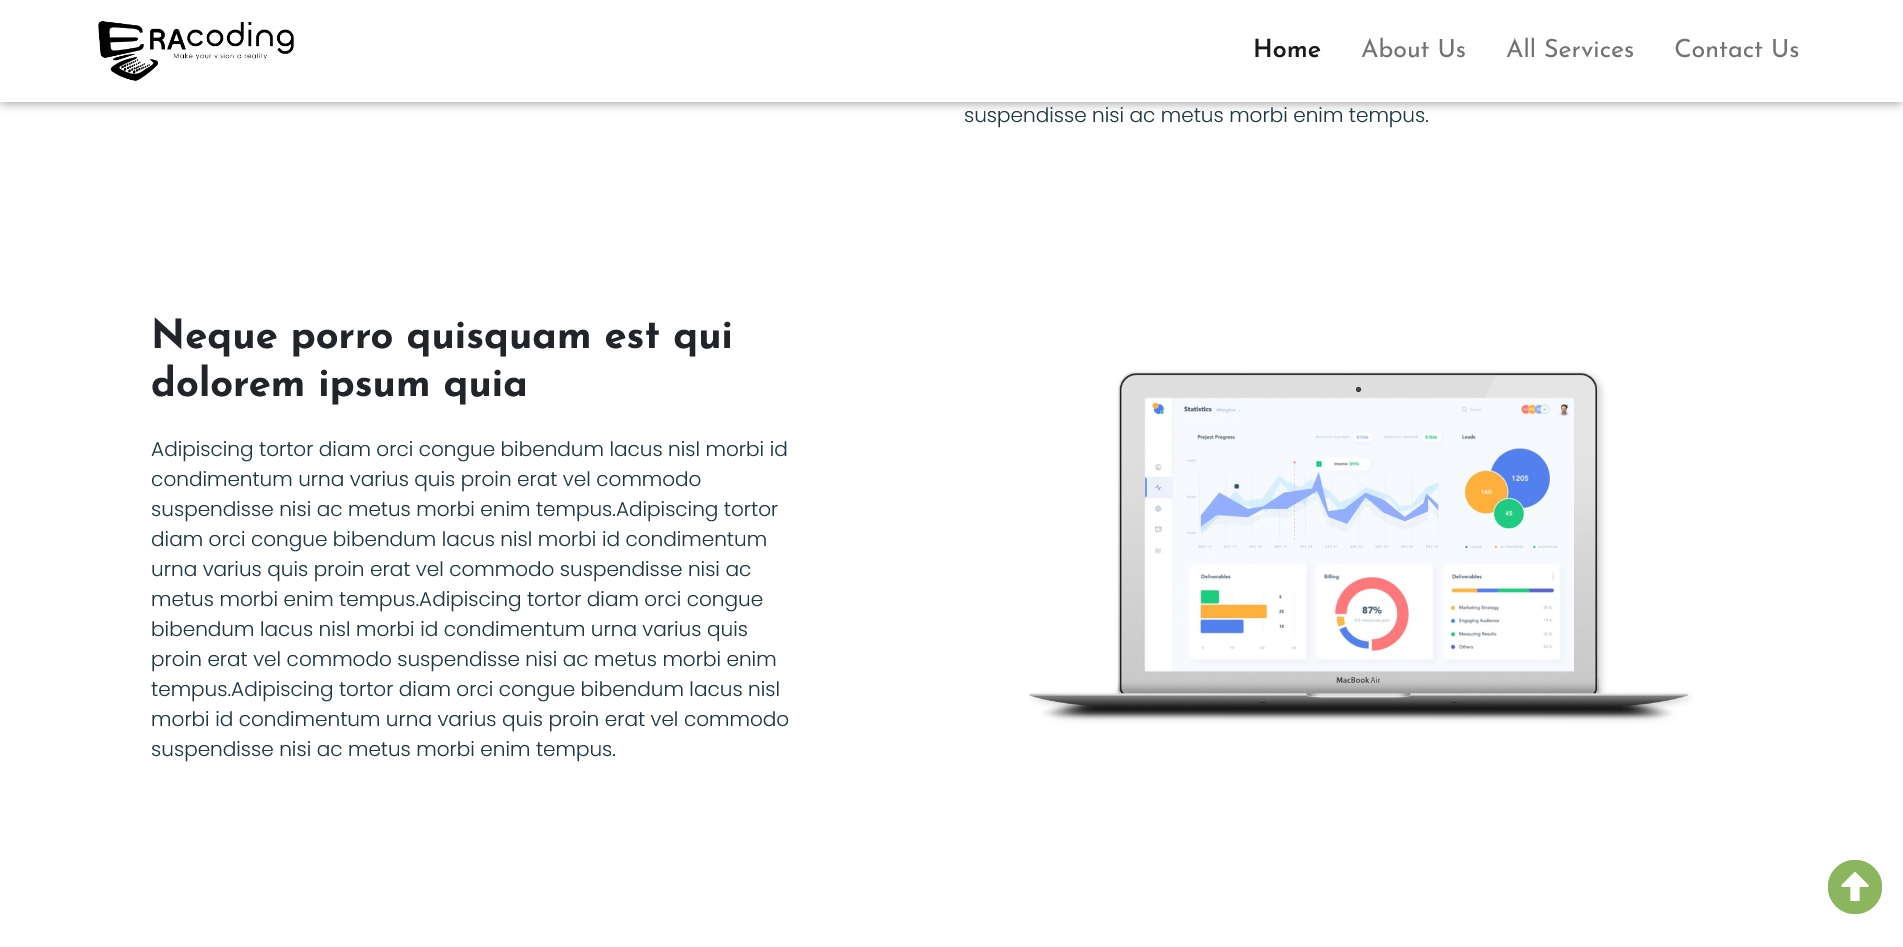 ERAcoding
Make your vision a reality
Home
About Us
All Services
Contact Us
suspendisse nisi ac metus morbi enim tempus.
Neque porro quisquam est qui
dolorem ipsum quia
Adipiscing tortor diam orci congue bibendum lacus nisl morbi id
condimentum urna varius quis proin erat vel commodo
suspendisse nisi ac metus morbi enim tempus.Adipiscing tortor
diam orci congue bibendum lacus nisl morbi id condimentum
urna varius quis proin erat vel commodo suspendisse nisi ac
metus morbi enim tempus.Adipiscing tortor diam orci congue
bibendum lacus nisl morbi id condimentum urna varius quis
proin erat vel commodo suspendisse nisi ac metus morbi enim
tempus.Adipiscing tortor diam orci congue bibendum lacus nisl
morbi id condimentum urna varius quis proin erat vel commodo
suspendisse nisi ac metus morbi enim tempus.
Statistics
Project Progress
Leads
Income
1205
160
45
Deliverables
Billing
87%
Deliverables
Marketing Strategy
Engaging Audience
Measuring Results
Others
MacBook Air